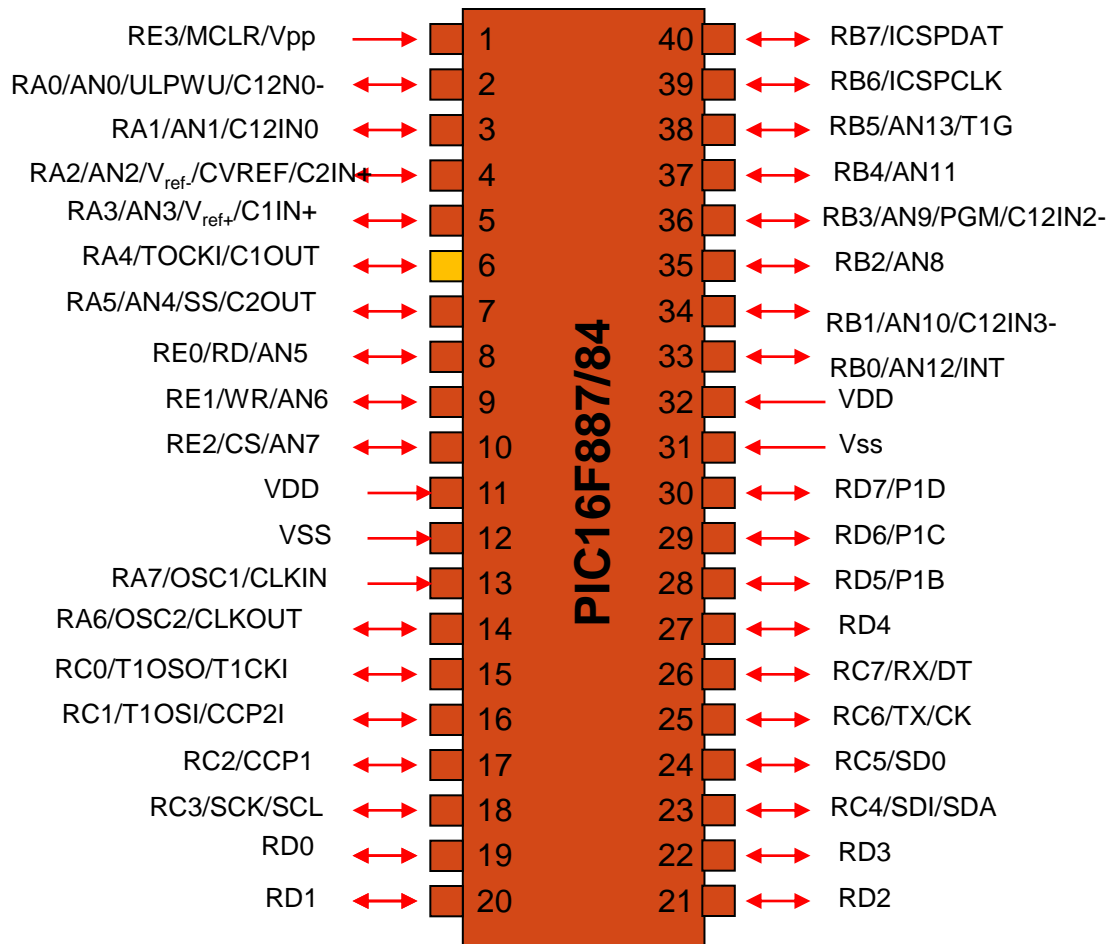 RE3/MCLR/Vpp 1 40 RB7/ICSPDAT
RA0/AN0/ULPWU/C12N0- 2 39 RB6/ICSPCLK
RA1/AN1/C12IN0 3 38 RB5/AN13/T1G
RA2/AN2/Vref-/CVREF/C2IN+ 4 37 RB4/AN11
RA3/AN3/Vref+/C1IN+ 5 36 RB3/AN9/PGM/C12IN2-
RA4/TOCKI/C1OUT 6 35 RB2/AN8
RA5/AN4/SS/C2OUT 7 34 RB1/AN10/C12IN3-
RE0/RD/AN5 8 33 RB0/AN12/INT
RE1/WR/AN6 9 32 VDD
RE2/CS/AN7 10 31 Vss
VDD 11 30 RD7/P1D
VSS 12 29 RD6/P1C
RA7/OSC1/CLKIN 13 28 RD5/P1B
RA6/OSC2/CLKOUT 14 27 RD4
RC0/T1OSO/T1CKI 15 26 RC7/RX/DT
RC1/T1OSI/CCP2I 16 25 RC6/TX/CK
RC2/CCP1 17 24 RC5/SD0
RC3/SCK/SCL 18 23 RC4/SDI/SDA
RD0 19 22 RD3
RD1 20 21 RD2
PIC16F887/84